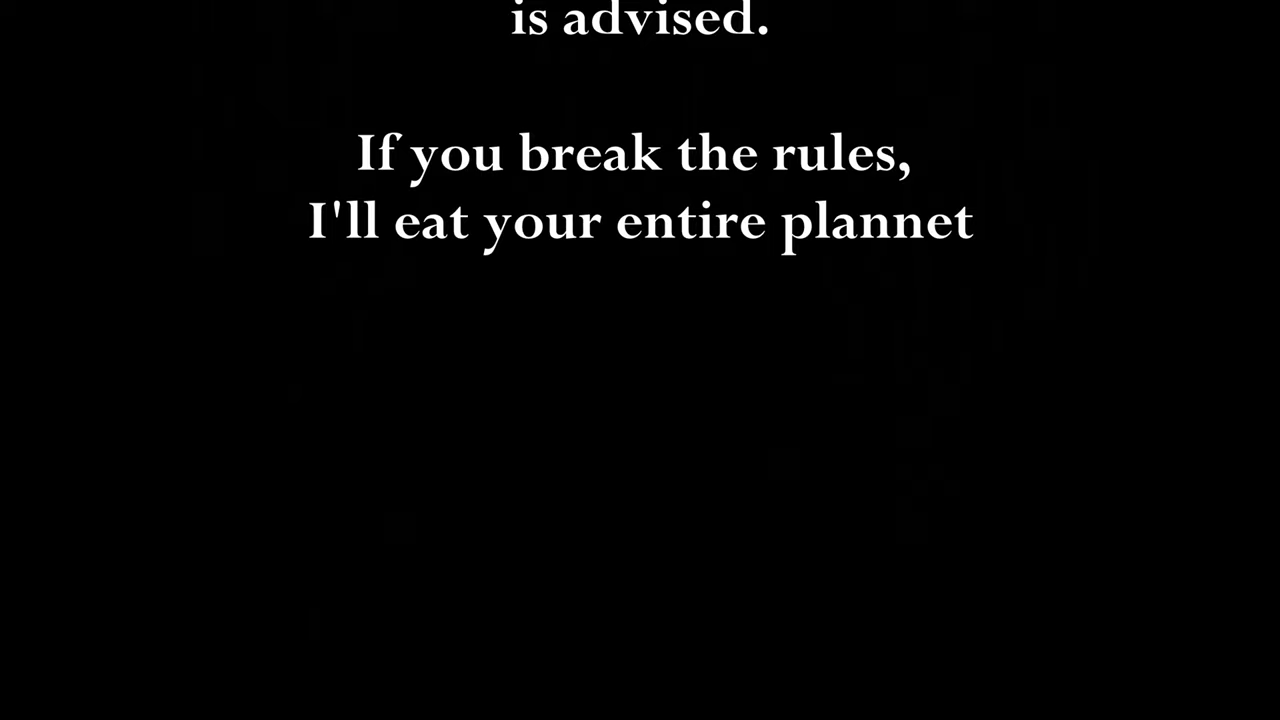 is advised.
If you break the rules,
I'll eat your entire plannet